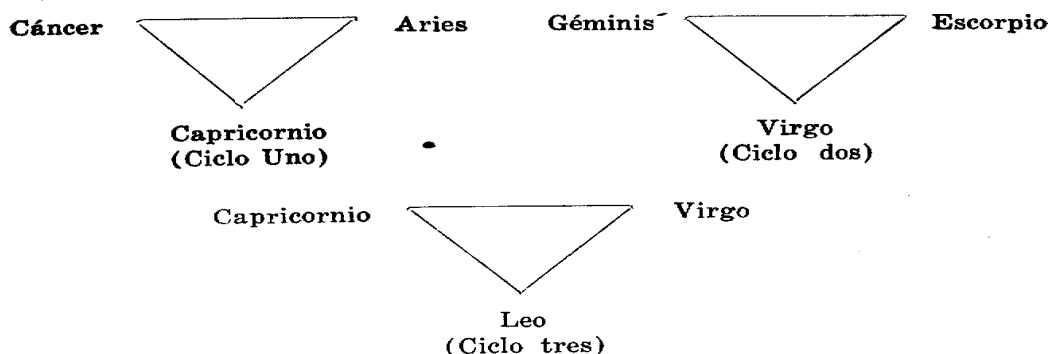 Cáncer Aries Géminis Escorpio
Capricornio Virgo
(Ciclo Uno) (Ciclo dos)
Capricornio Virgo
Leo
(Ciclo tres)